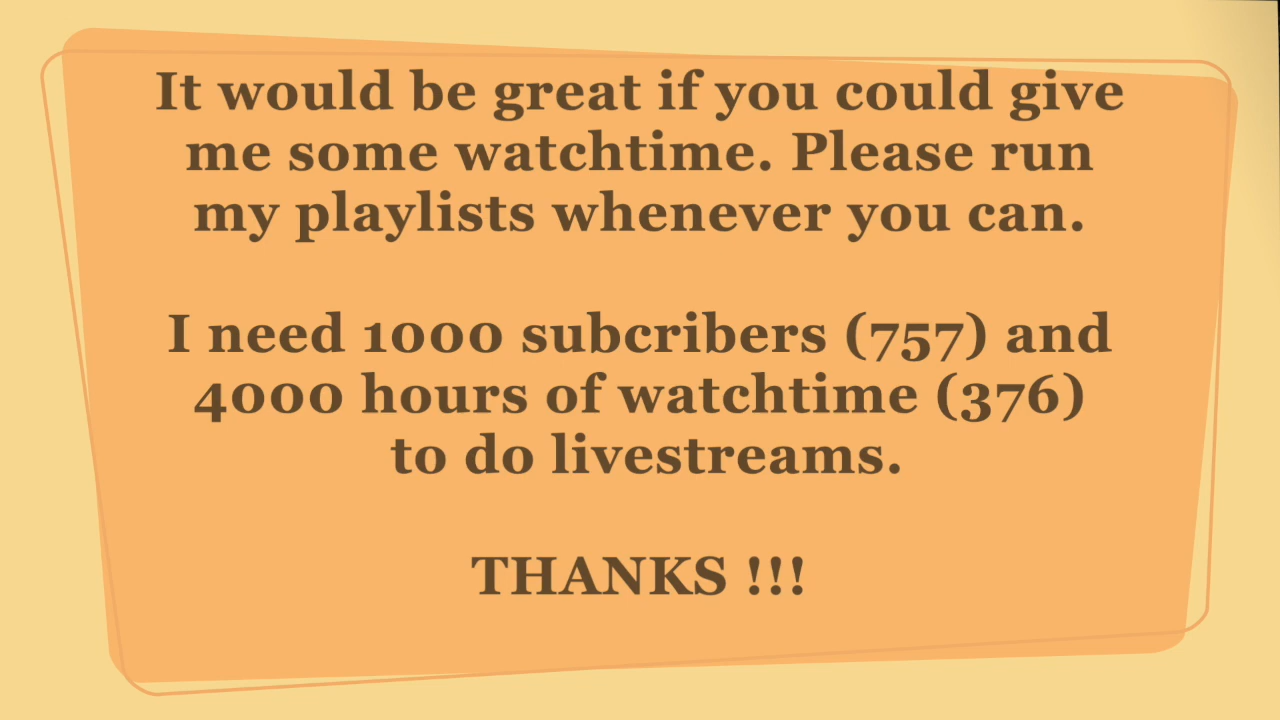 It would be great if you could give
me some watchtime. Please run
my playlists whenever you can.
I need 1000 subcribers (757) and
4000 hours of watchtime (376)
to do livestreams.
THANKS !!!